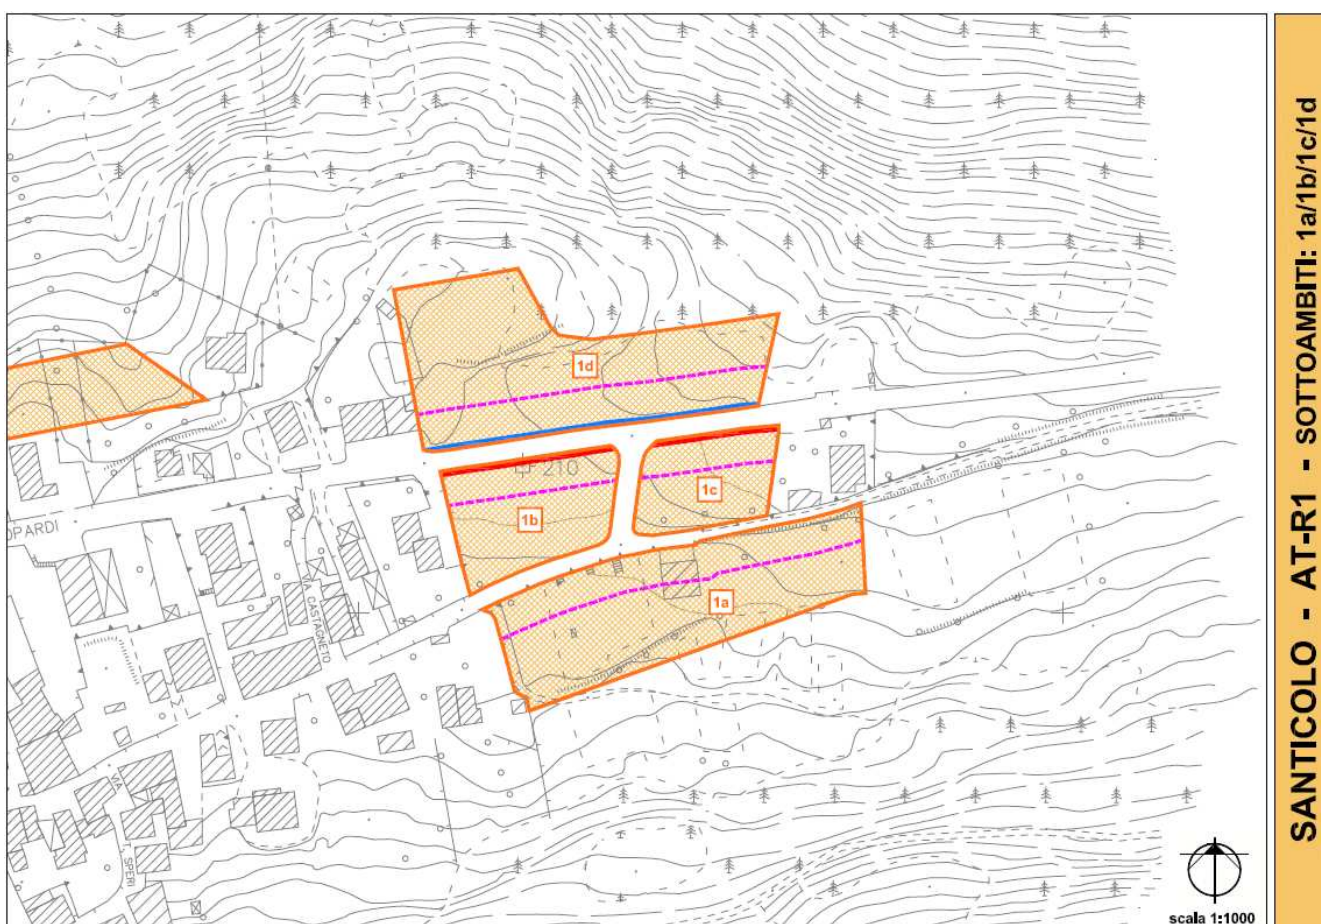 1d
210
1c
1b
OPARDI
1a
VIA CASTAGNETO
VIA
T. SPERI
scala 1:1000
SANTICOLO - AT-R1 - SOTTOAMBITI: 1a/1b/1c/1d